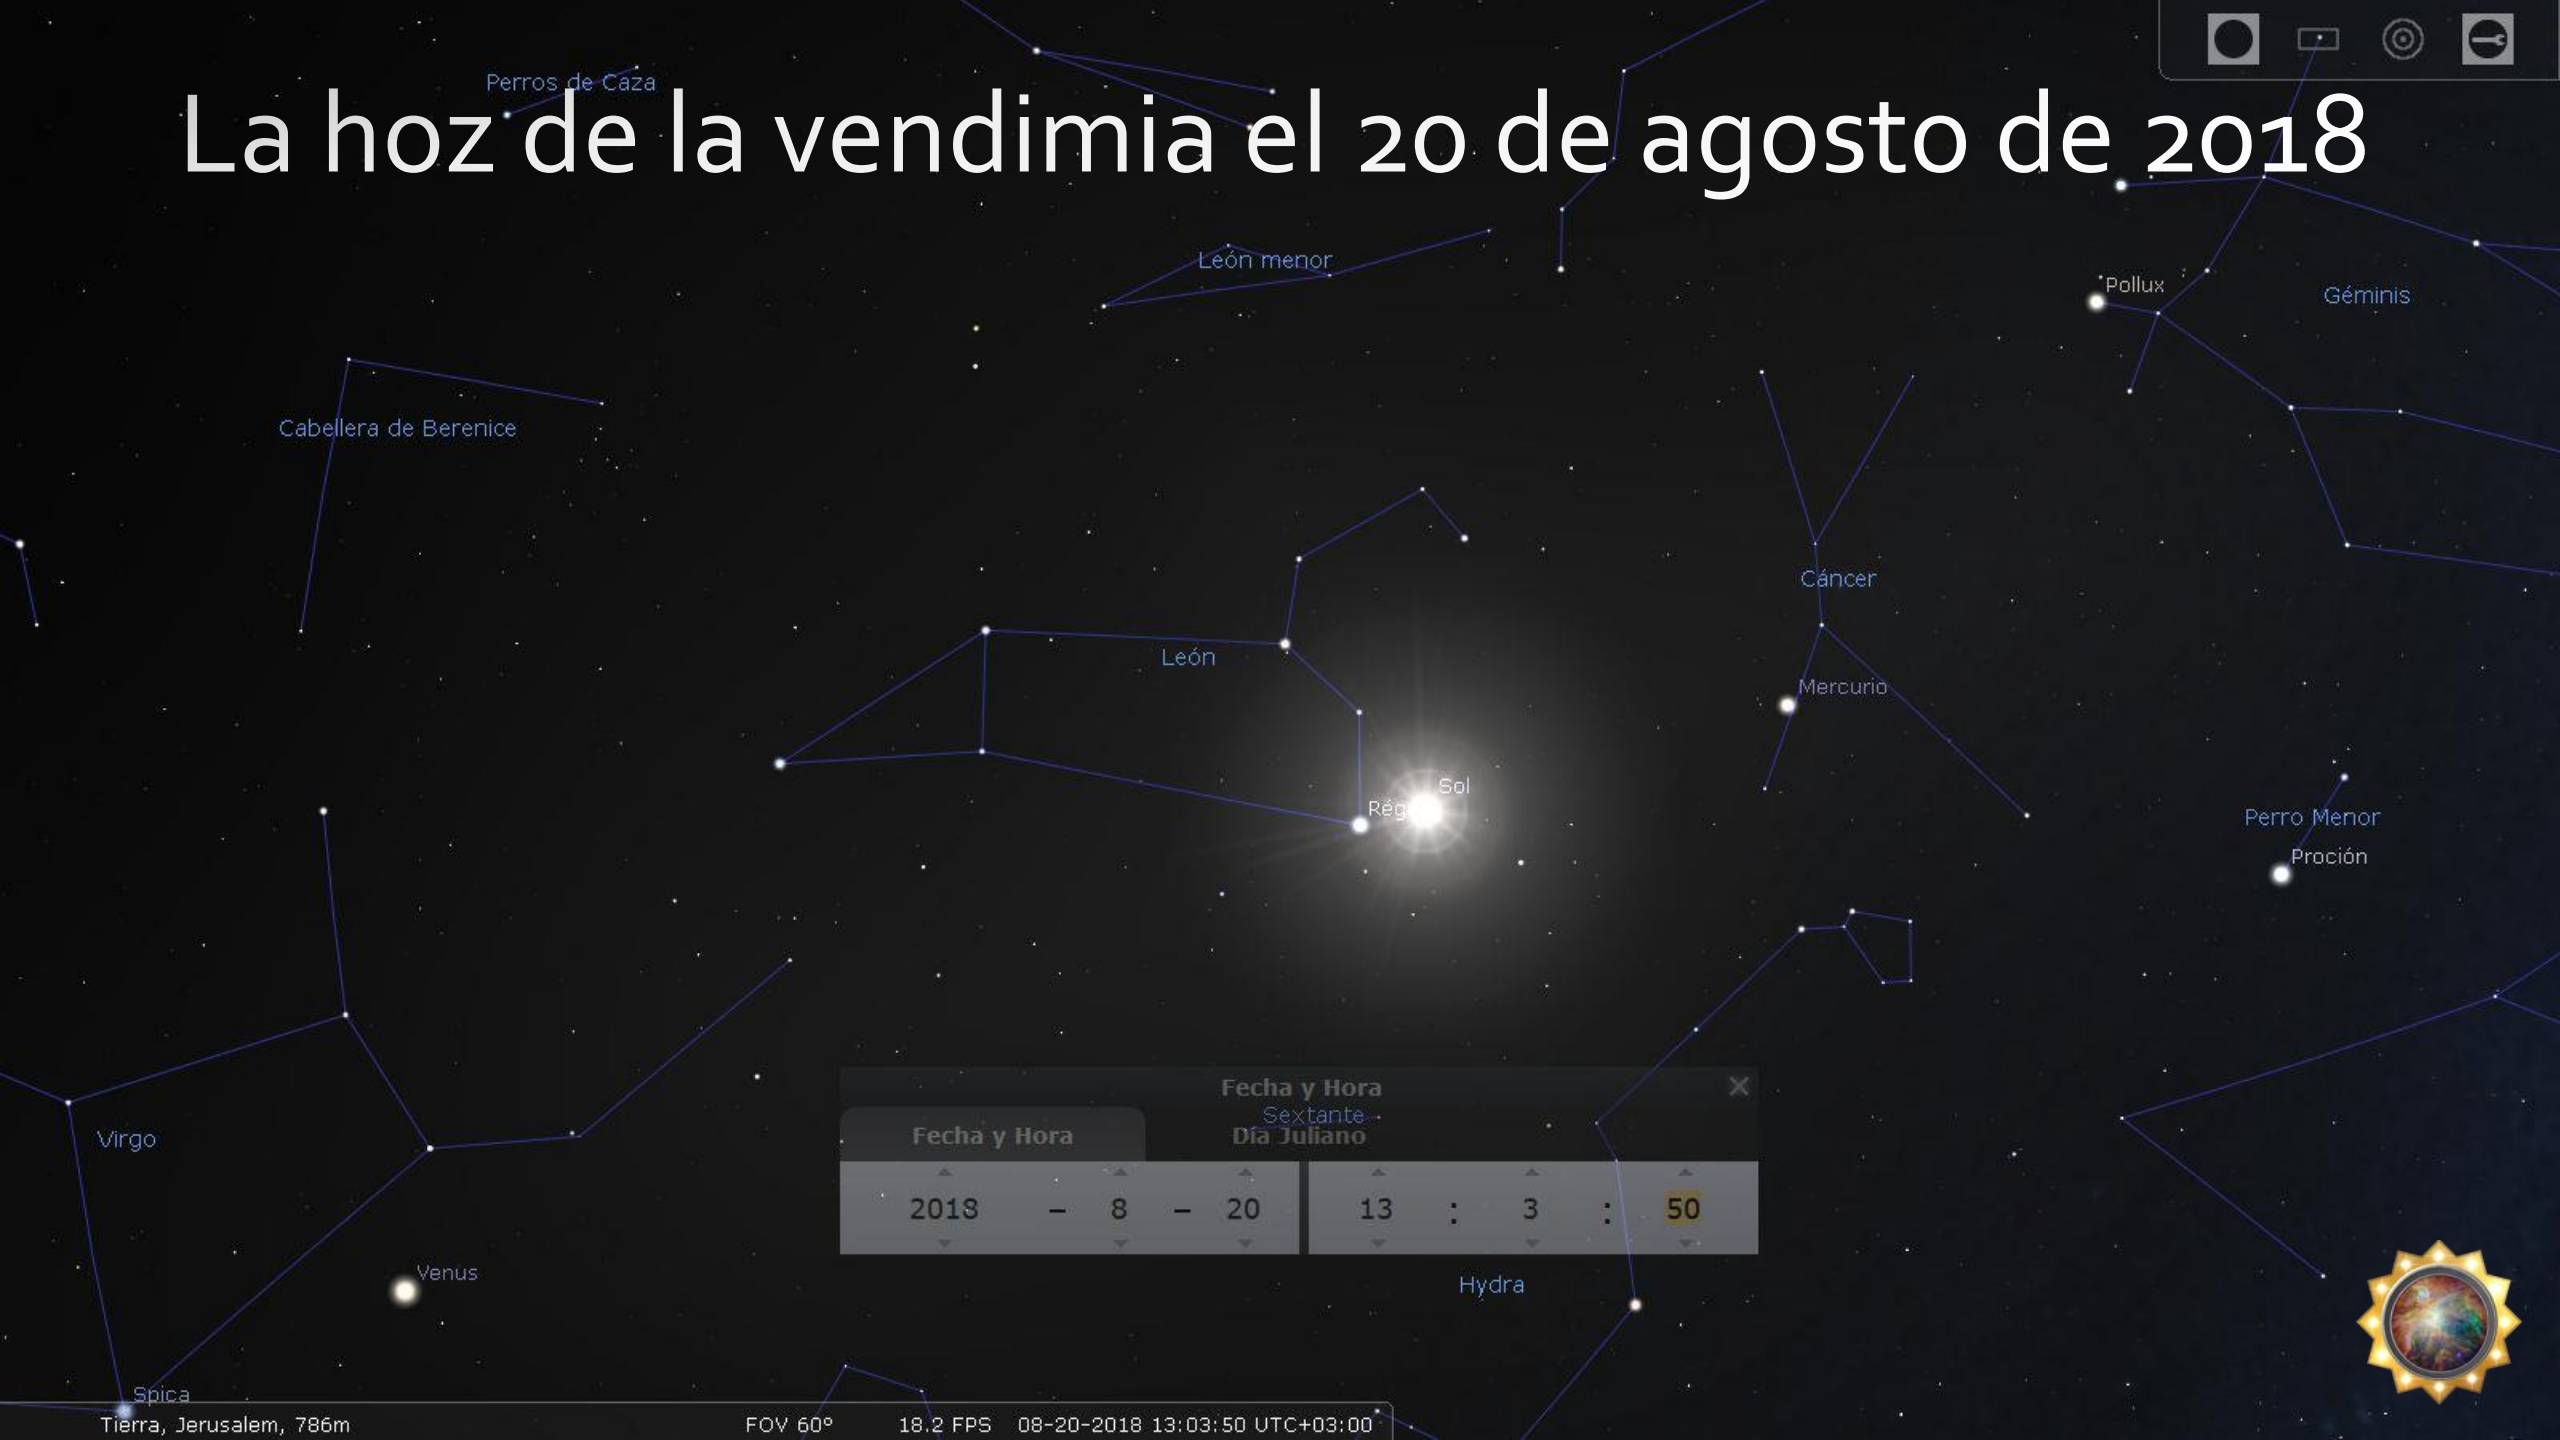 Perros de Caza
La hoz de la vendimia el 20 de agosto de 2018
León menor
Pollux
Géminis
Cabellera de Berenice
Cáncer
León
Mercurio
Sol
Rég
Perro Menor
Proción
Fecha y Hora
Sextante
Fecha y Hora
Día Juliano
Virgo
2018 – 8 – 20 13 : 3 : 50
Venus
Hydra
Spica
Tierra, Jerusalem, 786m FOV 60° 18.2 FPS 08-20-2018 13:03:50 UTC+03:00